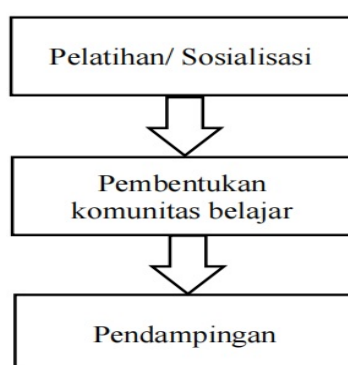 Pelatihan/ Sosialisasi
Pembentukan
komunitas belajar
Pendampingan